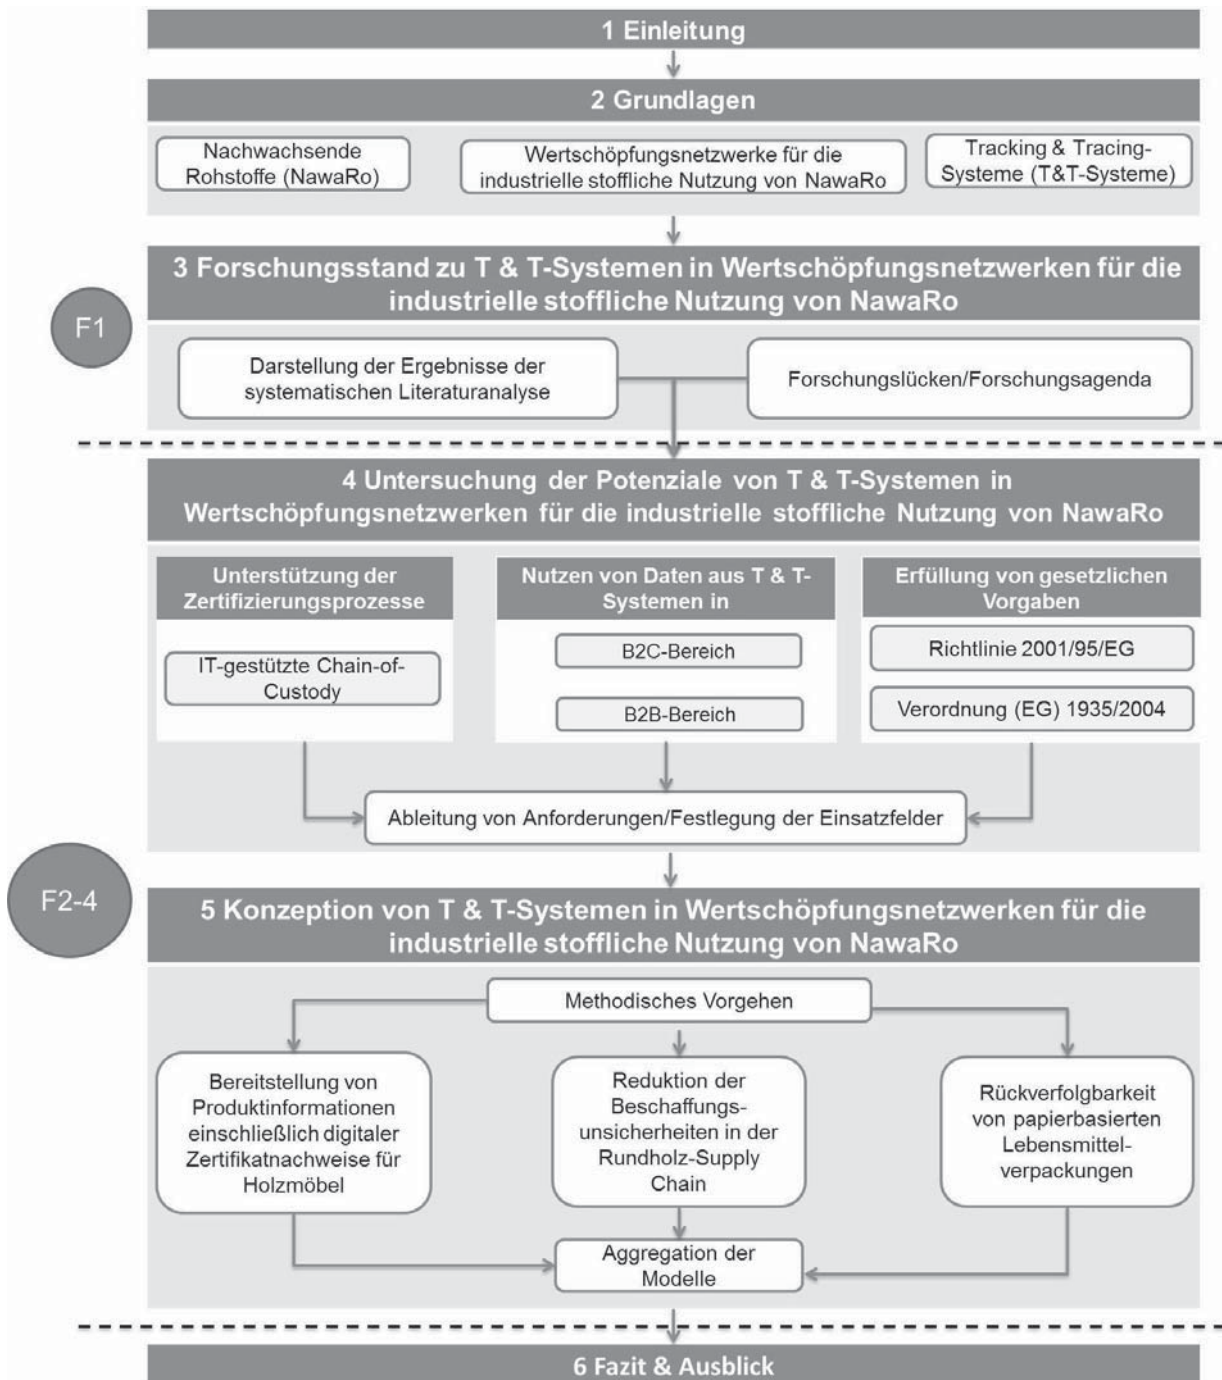 1 Einleitung
2 Grundlagen
Nachwachsende
Rohstoffe (NawaRo)
Wertschöpfungsnetzwerke für die
industrielle stoffliche Nutzung von NawaRo
Tracking & Tracing-
Systeme (T&T-Systeme)
3 Forschungsstand zu T & T-Systemen in Wertschöpfungsnetzwerken für die
industrielle stoffliche Nutzung von NawaRo
F1
Darstellung der Ergebnisse der
systematischen Literaturanalyse
Forschungslücken/Forschungsagenda
4 Untersuchung der Potenziale von T & T-Systemen in
Wertschöpfungsnetzwerken für die industrielle stoffliche Nutzung von NawaRo
Unterstützung der
Zertifizierungsprozesse
IT-gestützte Chain-of-
Custody
Nutzen von Daten aus T & T-
Systemen in
B2C-Bereich
B2B-Bereich
Erfüllung von gesetzlichen
Vorgaben
Richtlinie 2001/95/EG
Verordnung (EG) 1935/2004
Ableitung von Anforderungen/Festlegung der Einsatzfelder
F2-4
5 Konzeption von T & T-Systemen in Wertschöpfungsnetzwerken für die
industrielle stoffliche Nutzung von NawaRo
Methodisches Vorgehen
Bereitstellung von
Produktinformationen
einschließlich digitaler
Zertifikatnachweise für
Holzmöbel
Reduktion der
Beschaffungs-
unsicherheiten in der
Rundholz-Supply
Chain
Rückverfolgbarkeit
von papierbasierten
Lebensmittel-
verpackungen
Aggregation der
Modelle
6 Fazit & Ausblick